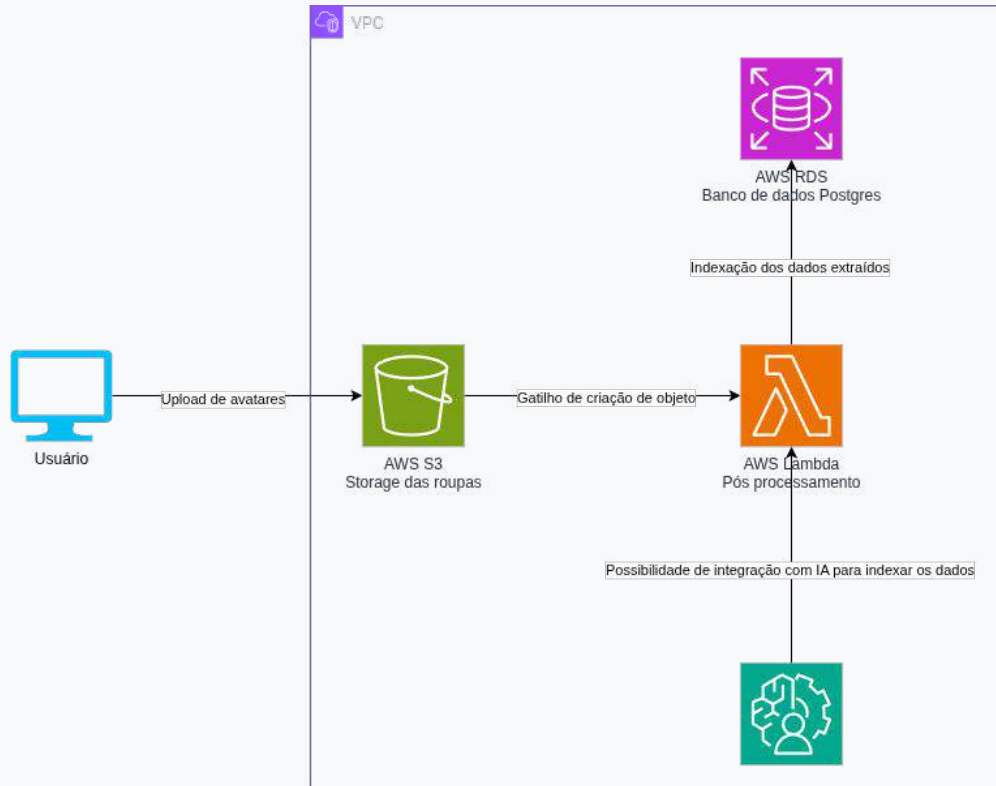 VPC
AWS RDS
Banco de dados Postgres
Indexação dos dados extraídos
Upload de avatares
Gatilho de criação de objeto
Usuário
AWS S3
Storage das roupas
AWS Lambda
Pós processamento
Possibilidade de integração com IA para indexar os dados